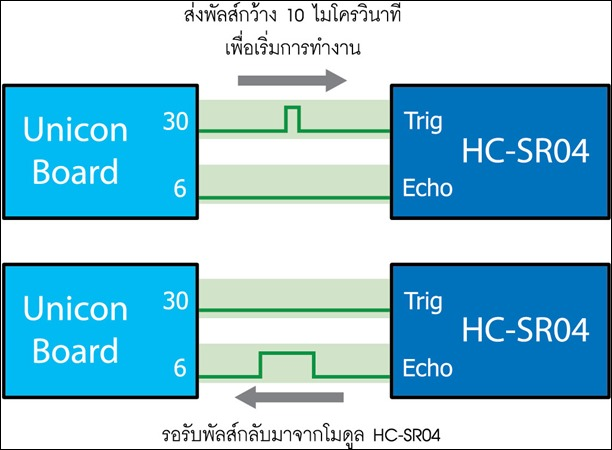 ส่งพัลส์กว้าง 10 ไมโครวินาที
เพื่อเริ่มการทำงาน
Unicon
Board
30
6
Trig
Echo
HC-SR04
Unicon
Board
30
6
Trig
Echo
HC-SR04
รอรับพัลส์กลับมาจากโมดูล HC-SR04